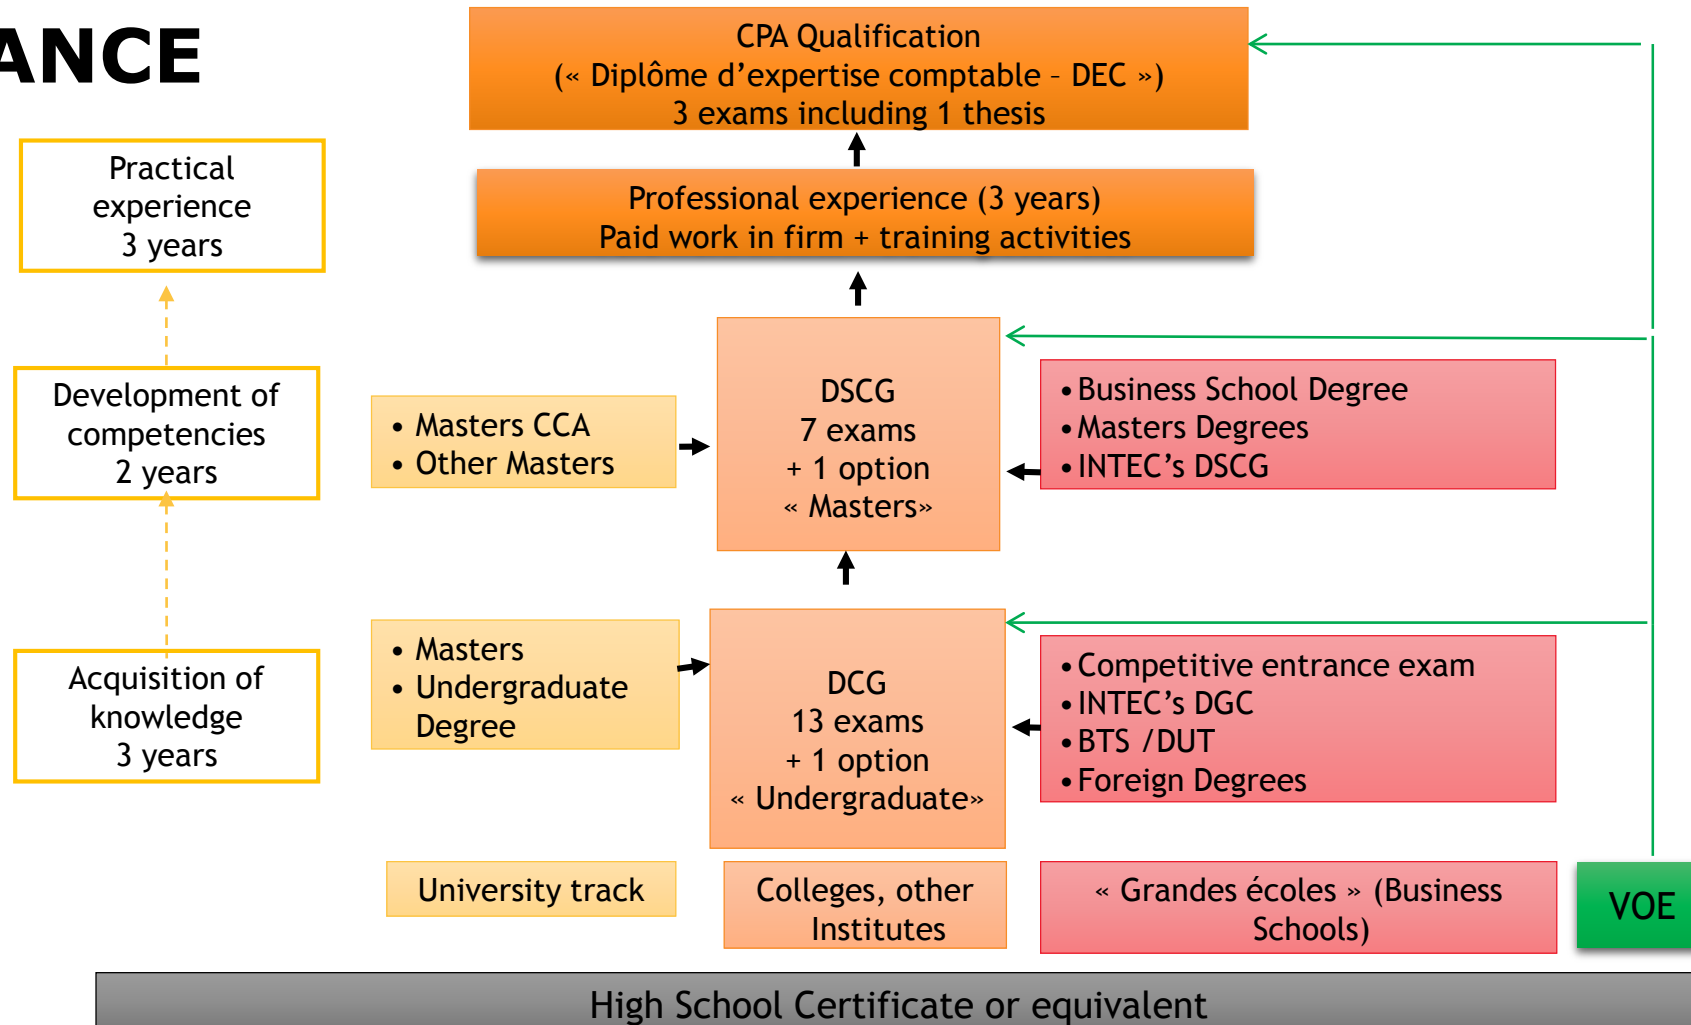 ANCE
CPA Qualification
(« Diplôme d’expertise comptable – DEC »)
3 exams including 1 thesis
Practical
experience
3 years
Professional experience (3 years)
Paid work in firm + training activities
Development of
competencies
2 years
• Masters CCA
• Other Masters
DSCG
7 exams
+ 1 option
« Masters»
• Business School Degree
• Masters Degrees
• INTEC’s DSCG
Acquisition of
knowledge
3 years
• Masters
• Undergraduate
Degree
DCG
13 exams
+ 1 option
« Undergraduate»
• Competitive entrance exam
• INTEC’s DGC
• BTS /DUT
• Foreign Degrees
University track
Colleges, other
Institutes
« Grandes écoles » (Business
Schools)
VOE
High School Certificate or equivalent